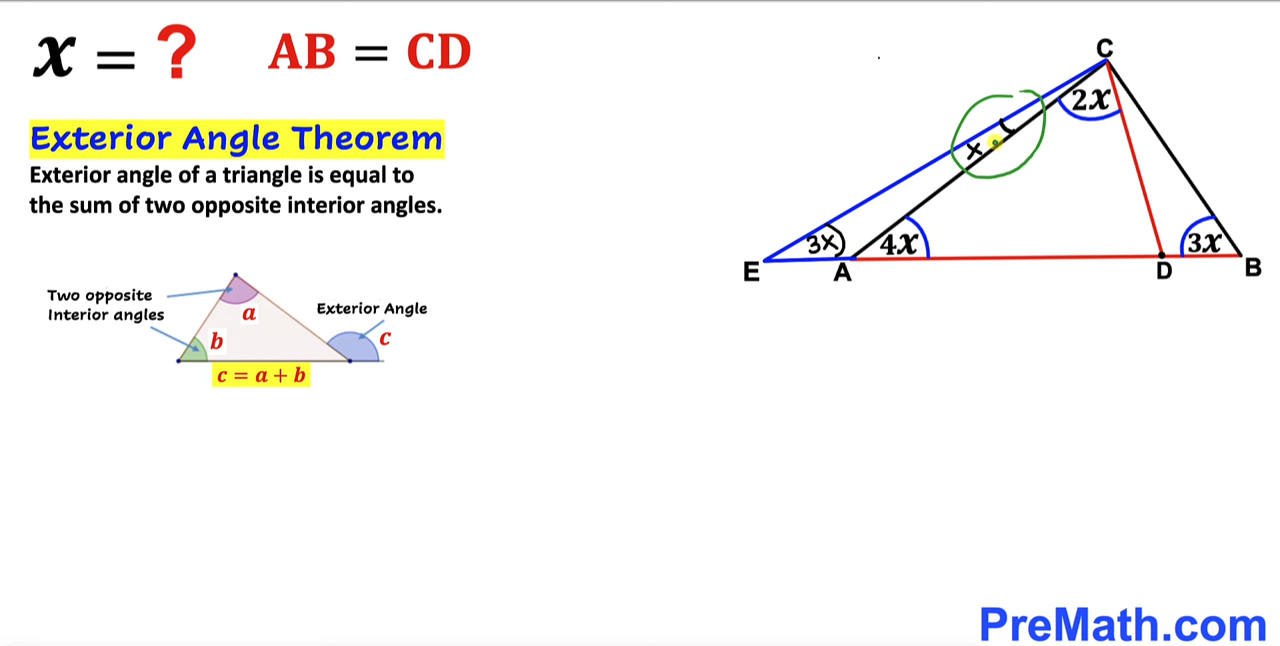 x = ? AB = CD
Exterior Angle Theorem
Exterior angle of a triangle is equal to
the sum of two opposite interior angles.
Two opposite
Interior angles
Exterior Angle
a
b
c
c = a + b
C
2x
x
3x
4x
3x
E
A
D
B
PreMath.com